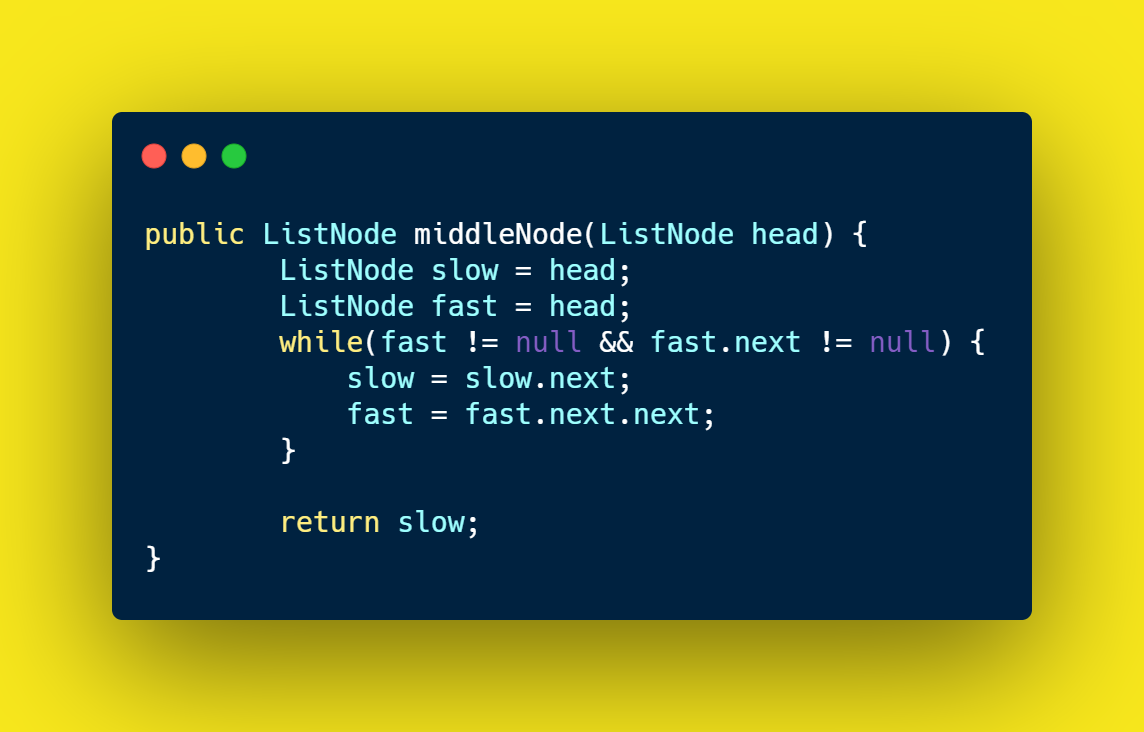 public ListNode middleNode(ListNode head) {
        ListNode slow = head;
        ListNode fast = head;
        while(fast != null && fast.next != null) {
            slow = slow.next;
            fast = fast.next.next;
        }

        return slow;
}